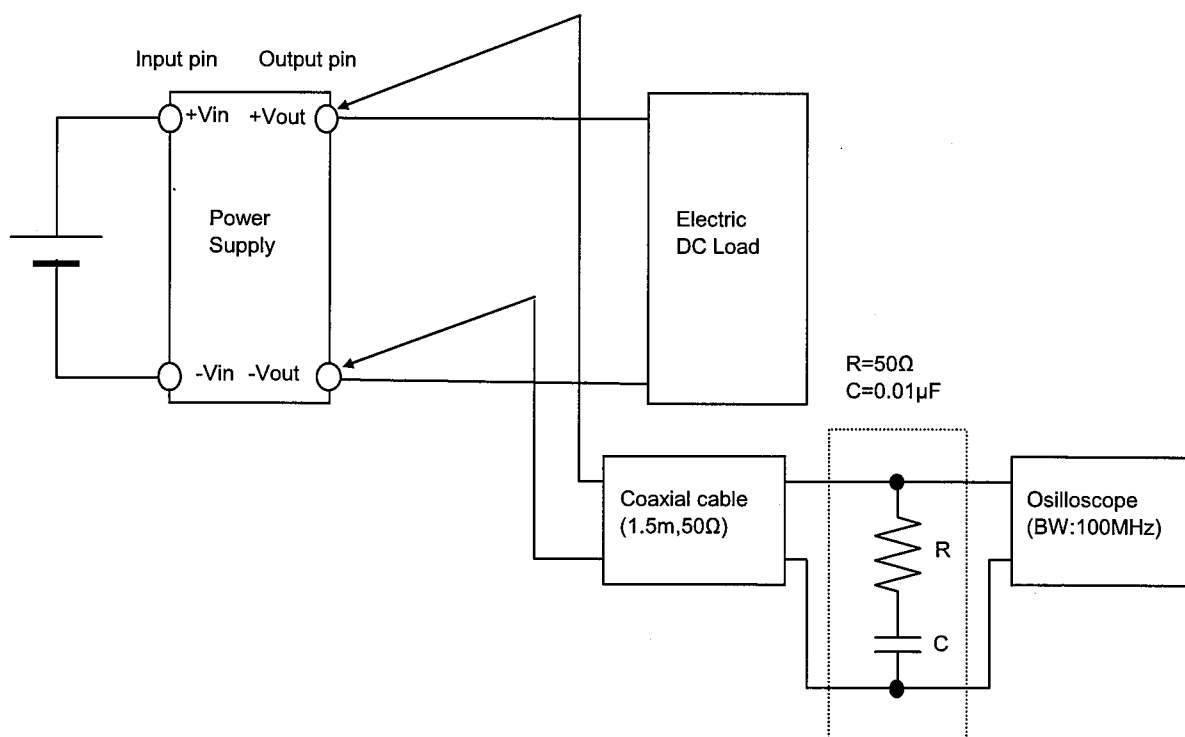 Input pin Output pin
+Vin +Vout
Power
Supply
Electric
DC Load
-Vin -Vout
R=50Ω
C=0.01µF
Coaxial cable
(1.5m,50Ω)
R
C
Osilloscope
(BW:100MHz)